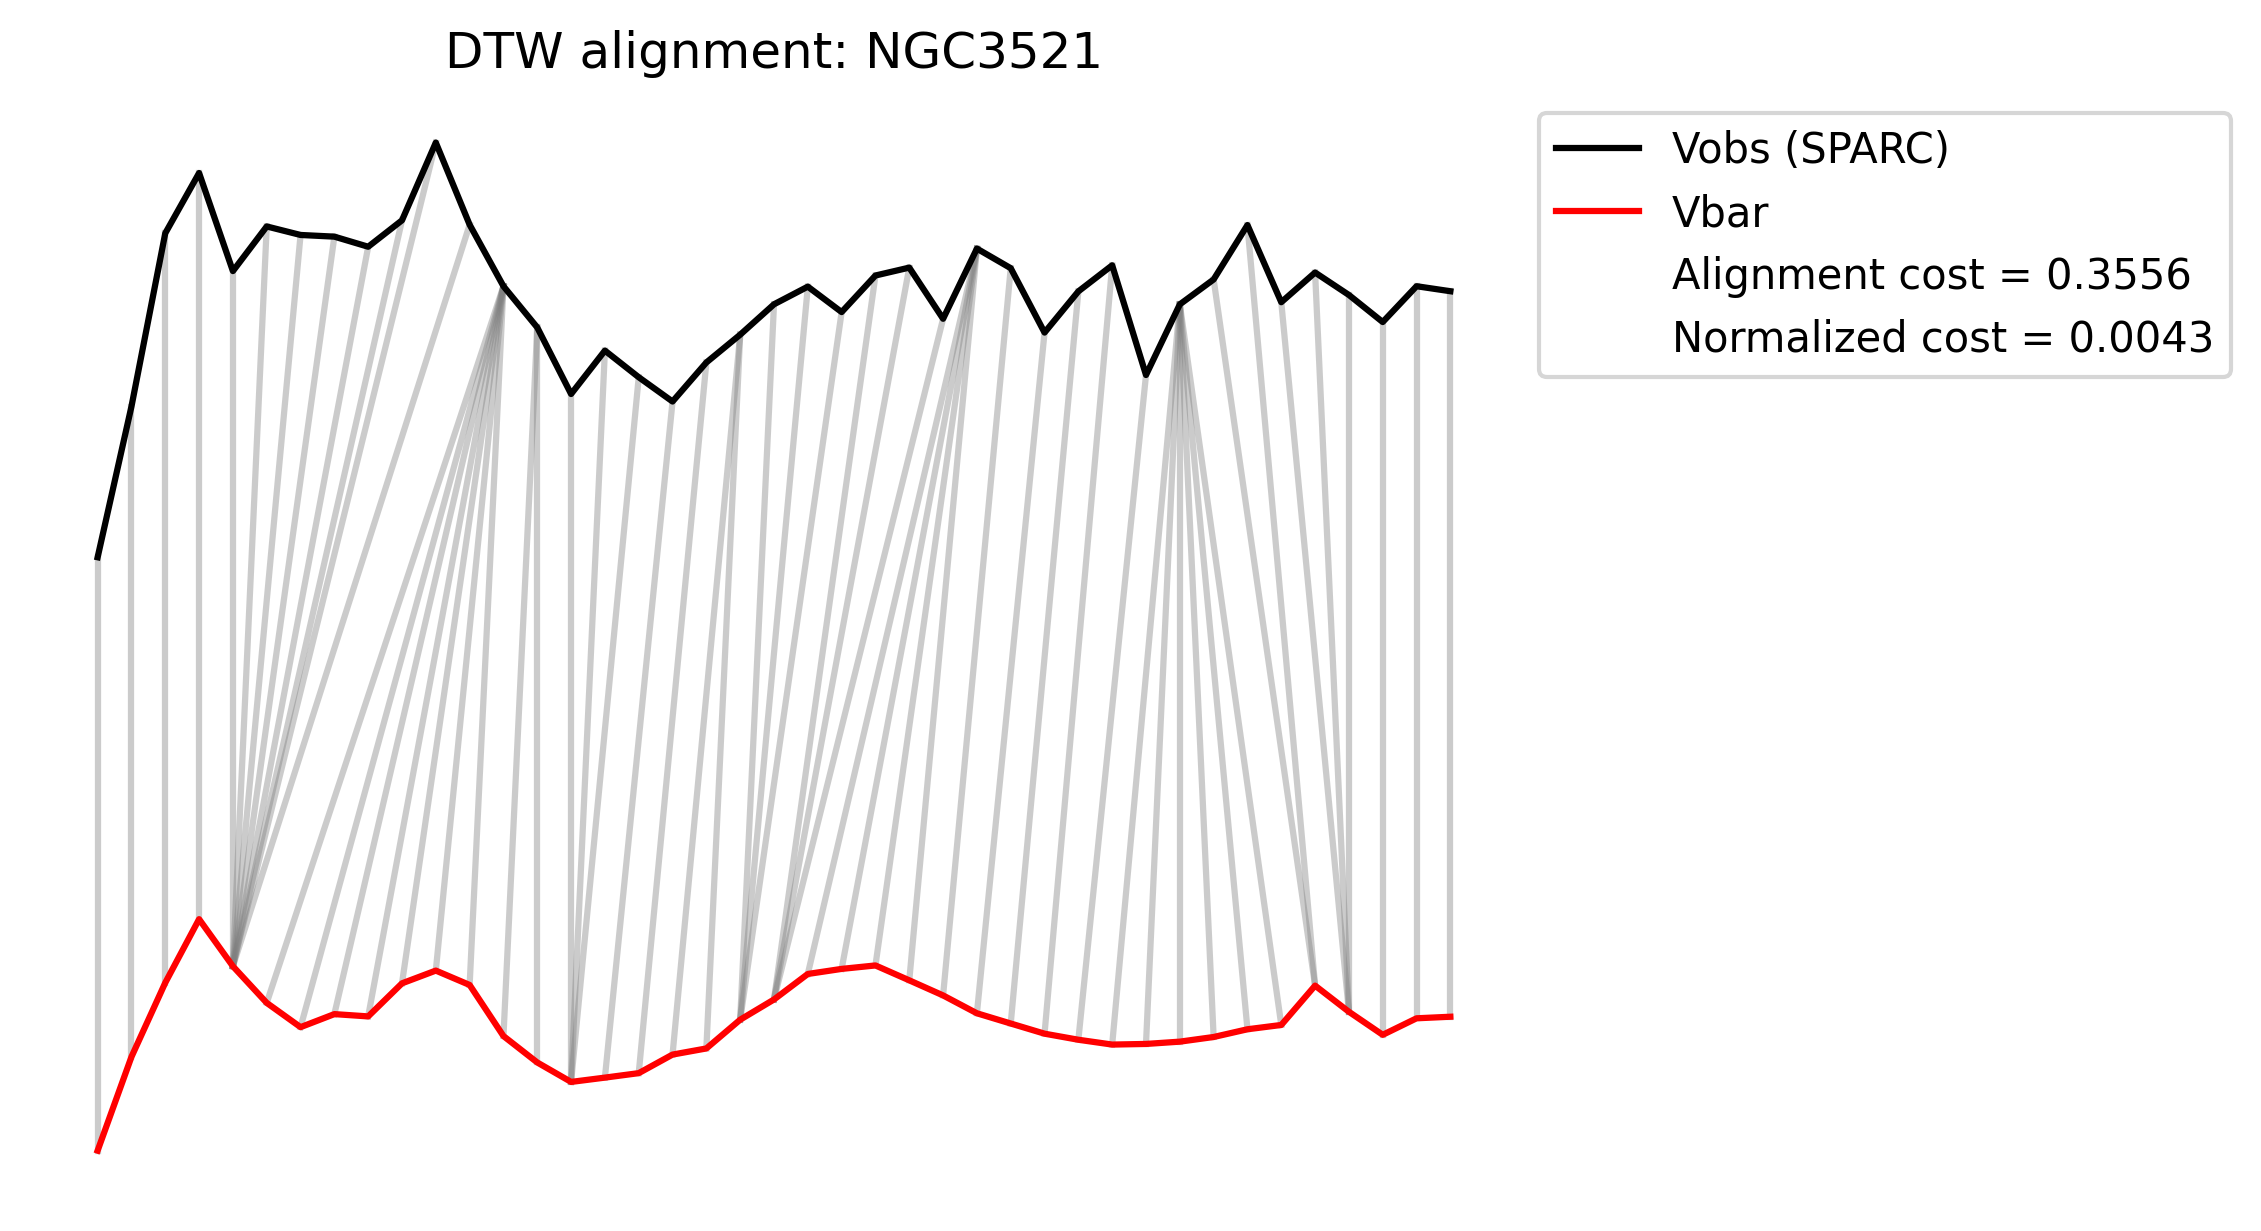 DTW alignment: NGC3521
Vobs (SPARC)
Vbar
Alignment cost = 0.3556
Normalized cost = 0.0043